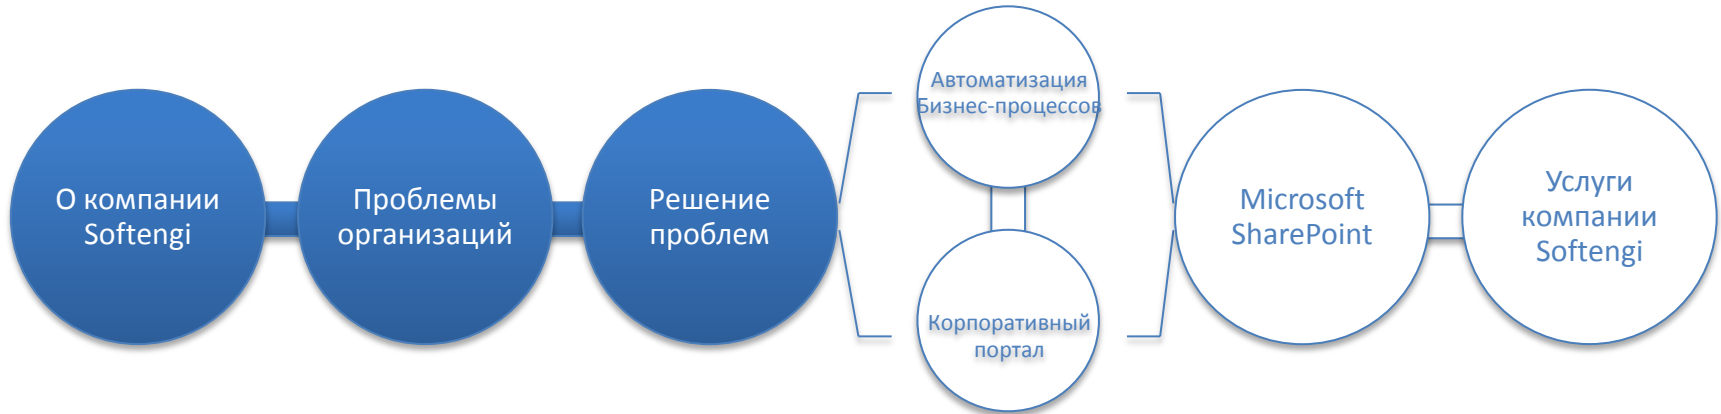 О компании
Softengi
Проблемы
организаций
Решение
проблем
Автоматизация
Бизнес-процессов
Корпоративный
портал
Microsoft
SharePoint
Услуги
компании
Softengi